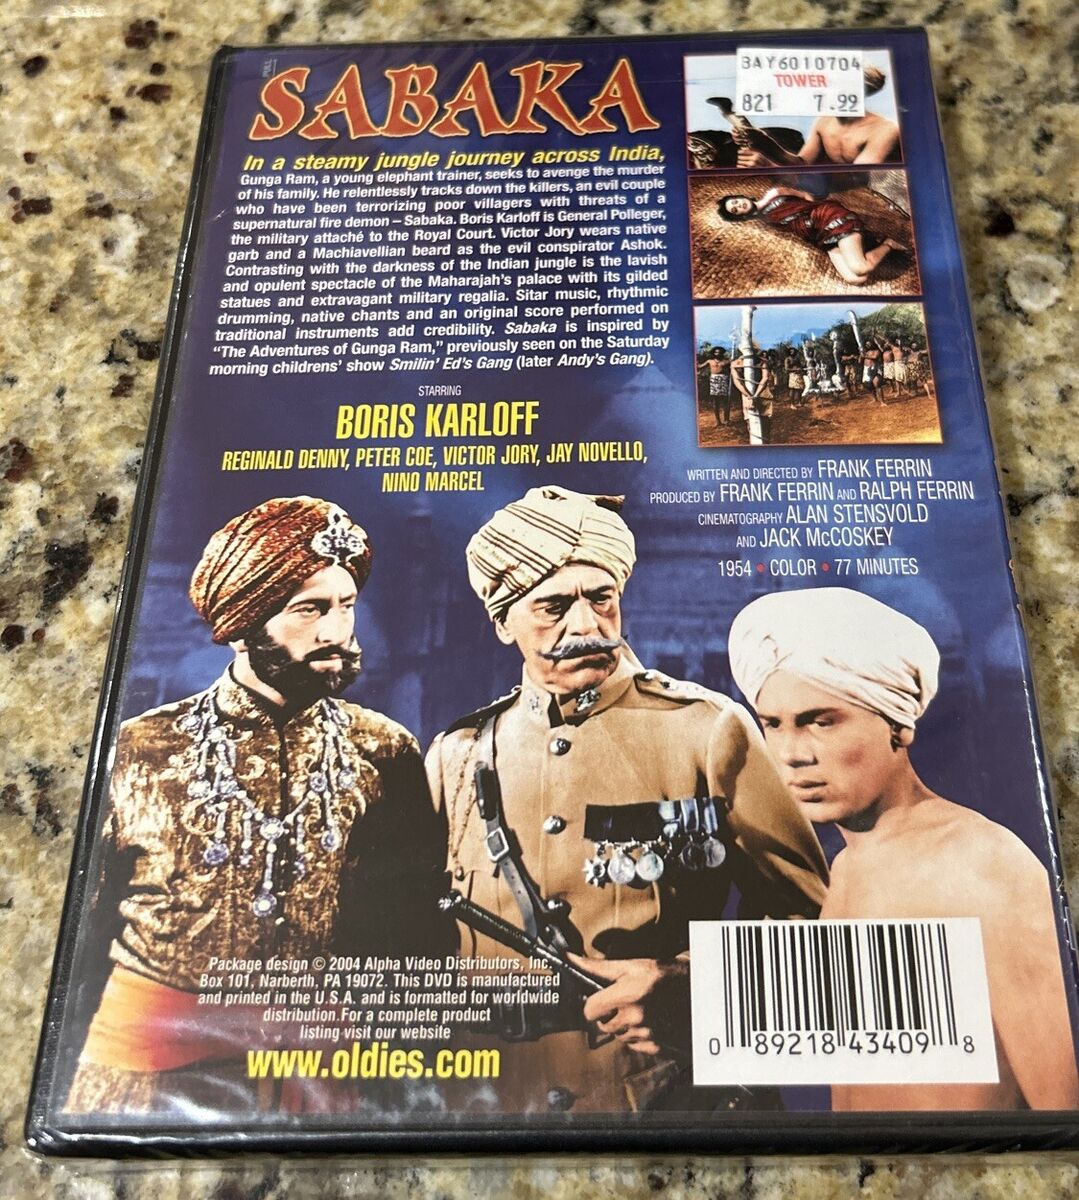 PULL
SABAKA
3AY6010704
TOWER
821 7.99
In a steamy jungle journey across India,
Gunga Ram, a young elephant trainer, seeks to avenge the murder
of his family. He relentlessly tracks down the killers, an evil couple
who have been terrorizing poor villagers with threats of a
supernatural fire demon – Sabaka. Boris Karloff is General Polleger,
the military attaché to the Royal Court. Victor Jory wears native
garb and a Machiavellian beard as the evil conspirator Ashok.
Contrasting with the darkness of the Indian jungle is the lavish
and opulent spectacle of the Maharajah's palace with its gilded
statues and extravagant military regalia. Sitar music, rhythmic
drumming, native chants and an original score performed on
traditional instruments add credibility. Sabaka is inspired by
"The Adventures of Gunga Ram," previously seen on the Saturday
morning childrens' show Smilin' Ed's Gang (later Andy's Gang).
STARRING
BORIS KARLOFF
REGINALD DENNY, PETER COE, VICTOR JORY, JAY NOVELLO,
NINO MARCEL
WRITTEN AND DIRECTED BY FRANK FERRIN
PRODUCED BY FRANK FERRIN AND RALPH FERRIN
CINEMATOGRAPHY ALAN STENSVOLD
AND JACK McCOSKEY
1954 • COLOR • 77 MINUTES
Package design © 2004 Alpha Video Distributors, Inc.
Box 101, Narberth, PA 19072. This DVD is manufactured
and printed in the U.S.A. and is formatted for worldwide
distribution.For a complete product
listing visit our website
www.oldies.com
0 89218 43409 8